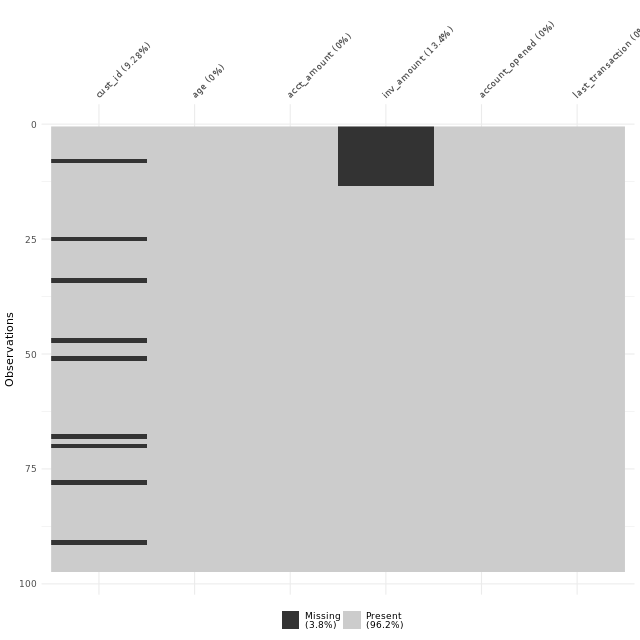 cust_id (9.28%)
age (0%)
acct_amount (0%)
inv_amount (13.4%)
account_opened (0%)
last_transaction (0%
0
25
50
75
100
Observations
Missing
(3.8%)
Present
(96.2%)